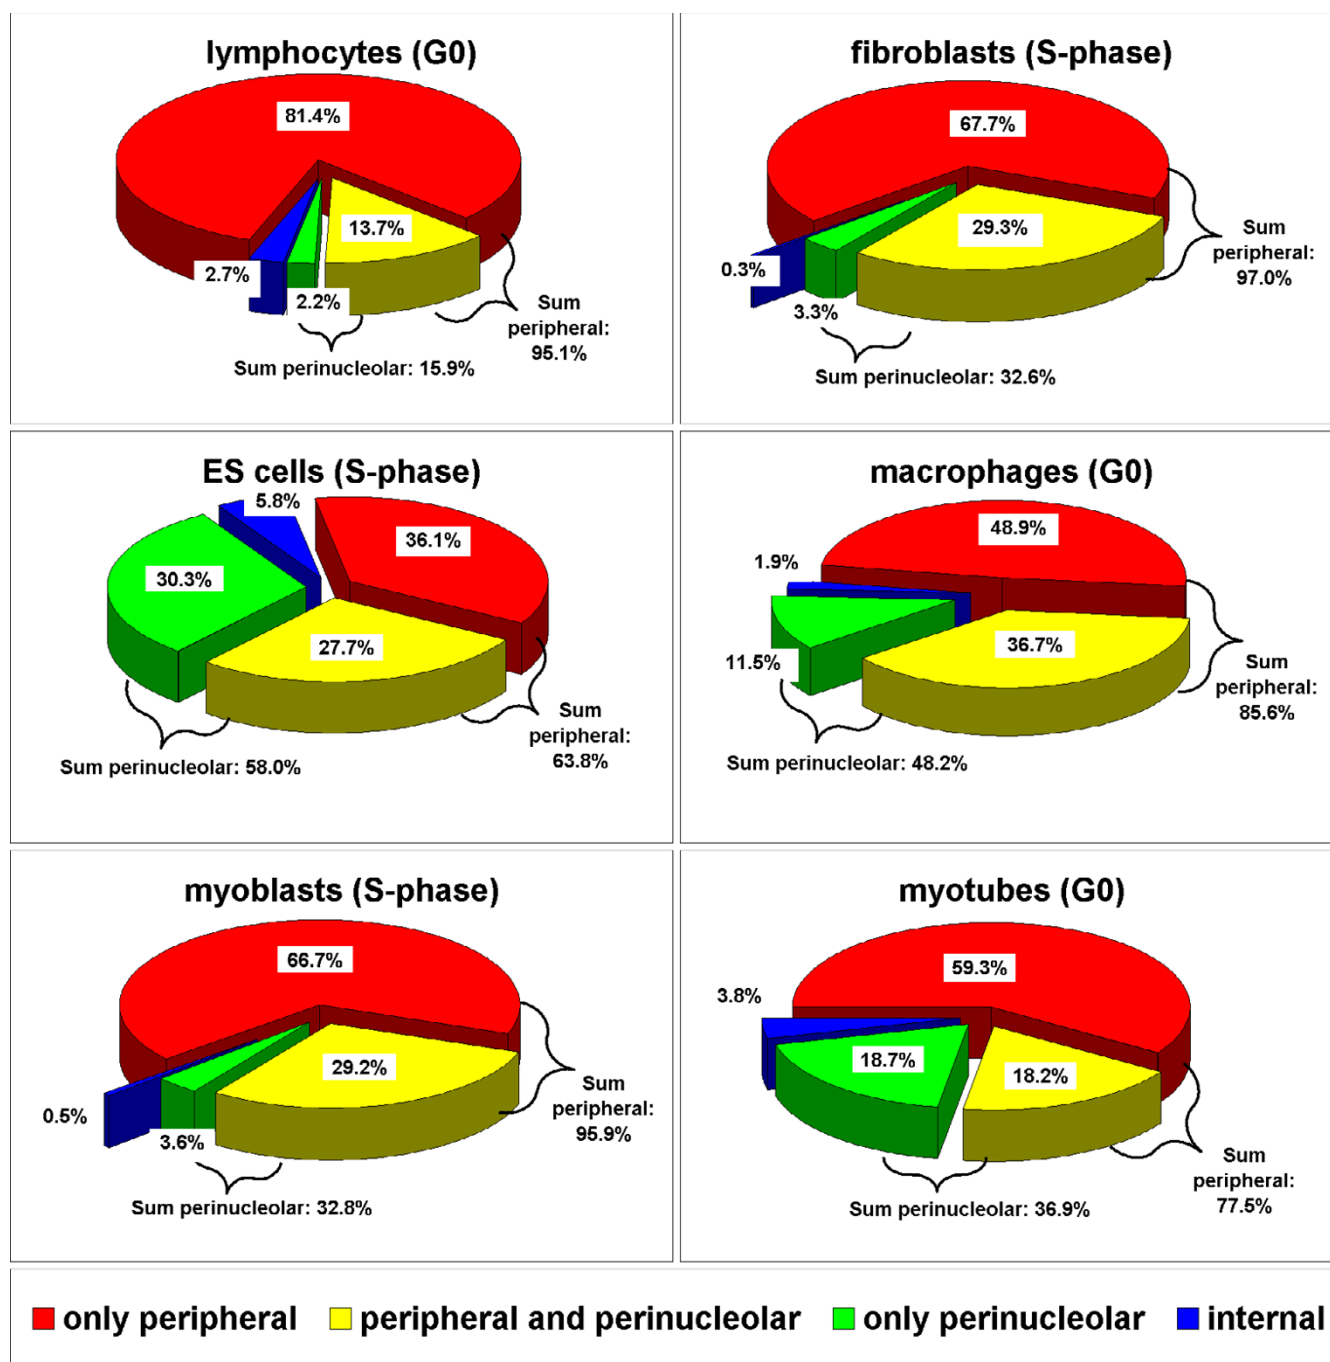 lymphocytes (G0)
81.4%
13.7%
2.7%
2.2%
Sum
peripheral:
95.1%
Sum perinucleolar: 15.9%
fibroblasts (S-phase)
67.7%
29.3%
0.3%
3.3%
Sum
peripheral:
97.0%
Sum perinucleolar: 32.6%
ES cells (S-phase)
5.8%
36.1%
30.3%
27.7%
Sum
peripheral:
63.8%
Sum perinucleolar: 58.0%
macrophages (G0)
48.9%
1.9%
36.7%
11.5%
Sum
peripheral:
85.6%
Sum perinucleolar: 48.2%
myoblasts (S-phase)
66.7%
29.2%
0.5%
3.6%
Sum
peripheral:
95.9%
Sum perinucleolar: 32.8%
myotubes (G0)
59.3%
3.8%
18.7%
18.2%
Sum
peripheral:
77.5%
Sum perinucleolar: 36.9%
only peripheral peripheral and perinucleolar only perinucleolar internal